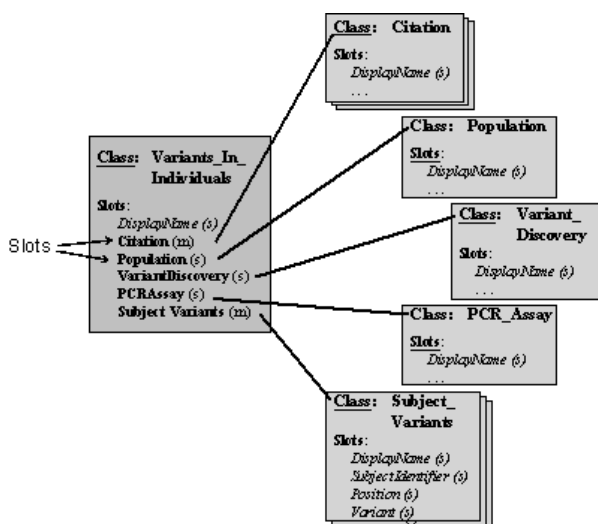 Class: Citation
Slots:
DisplayName (s)
. . .
Class: Population
Slots:
DisplayName (s)
. . .
Class: Variants_In_
Individuals
Slots:
DisplayName (s)
Citation (m)
Population (s)
VariantDiscovery (s)
PCRAssay (s)
Subject Variants (m)
Slots
Class: Variant_
Discovery
Slots:
DisplayName (s)
. . .
Class: PCR_Assay
Slots:
DisplayName (s)
. . .
Class: Subject_
Variants
Slots:
DisplayName (s)
SubjectIdentifier (s)
Position (s)
Variant (s)